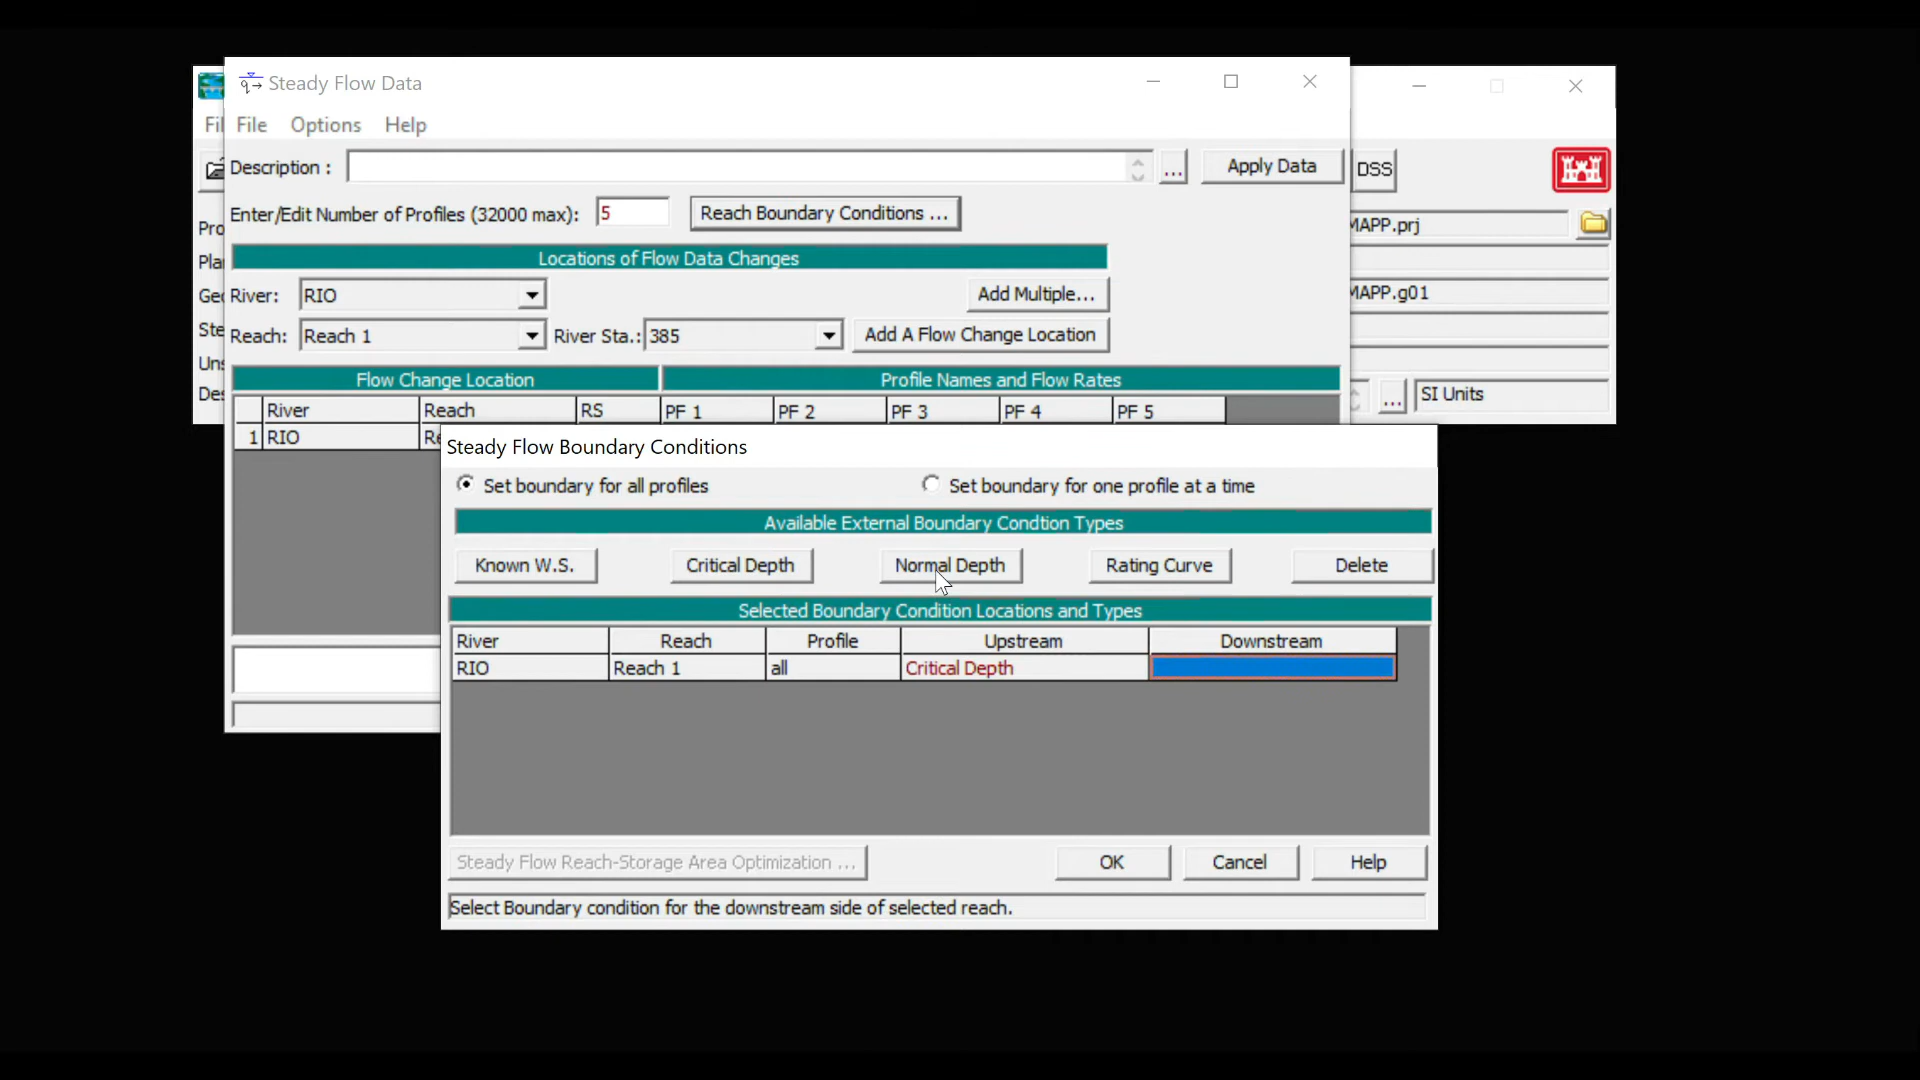 Steady Flow Data
File Options Help
Description :
...
Apply Data
DSS
Enter/Edit Number of Profiles (32000 max):
5
Reach Boundary Conditions ...
MAPP.prj
Locations of Flow Data Changes
River:
RIO
Add Multiple...
MAPP.g01
Reach:
Reach 1
River Sta.:
385
Add A Flow Change Location
Flow Change Location
Profile Names and Flow Rates
...
SI Units
River Reach RS PF 1 PF 2 PF 3 PF 4 PF 5
1 RIO
Steady Flow Boundary Conditions
Set boundary for all profiles
Set boundary for one profile at a time
Available External Boundary Condtion Types
Known W.S.
Critical Depth
Normal Depth
Rating Curve
Delete
Selected Boundary Condition Locations and Types
River Reach Profile Upstream Downstream
RIO Reach 1 all Critical Depth
Steady Flow Reach-Storage Area Optimization ...
OK
Cancel
Help
Select Boundary condition for the downstream side of selected reach.